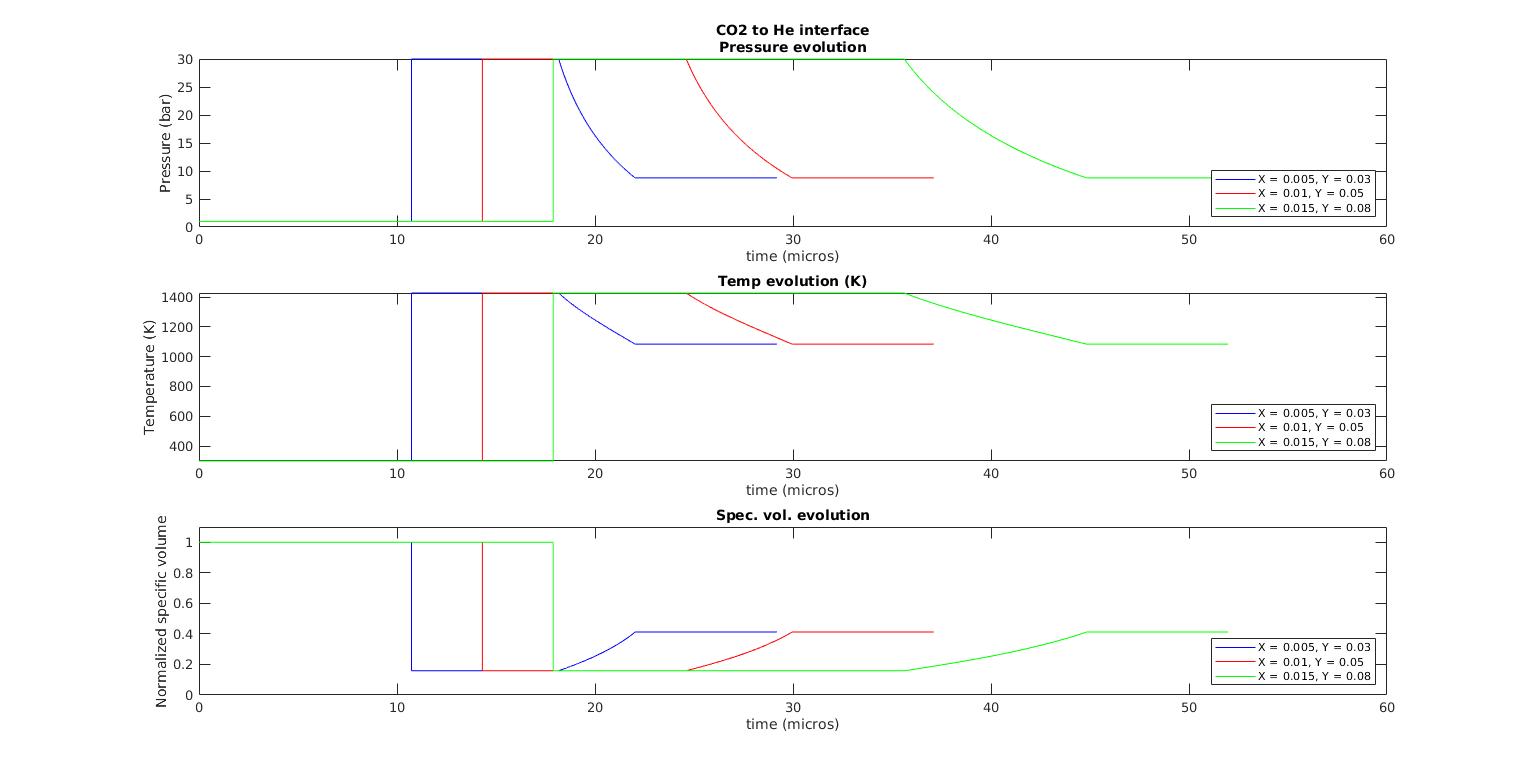 CO2 to He interface
Pressure evolution
30
25
20
15
10
5
0
Pressure (bar)
X = 0.005, Y = 0.03
X = 0.01, Y = 0.05
X = 0.015, Y = 0.08
0 10 20 30 40 50 60
time (micros)
Temp evolution (K)
1400
1200
1000
800
600
400
Temperature (K)
X = 0.005, Y = 0.03
X = 0.01, Y = 0.05
X = 0.015, Y = 0.08
0 10 20 30 40 50 60
time (micros)
Spec. vol. evolution
1
0.8
0.6
0.4
0.2
0
Normalized specific volume
X = 0.005, Y = 0.03
X = 0.01, Y = 0.05
X = 0.015, Y = 0.08
0 10 20 30 40 50 60
time (micros)